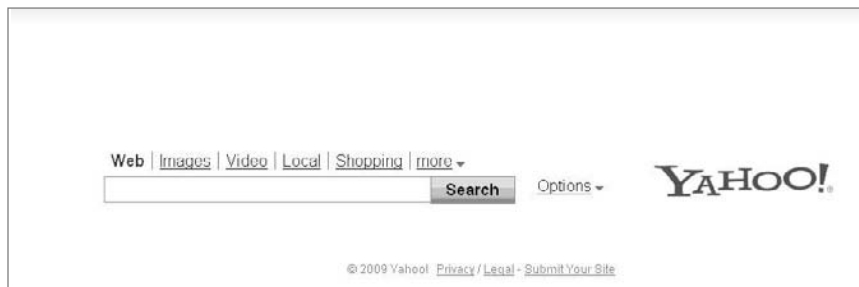 Web | Images | Video | Local | Shopping | more
Search Options YAHOO!®
© 2009 Yahoo! Privacy / Legal - Submit Your Site